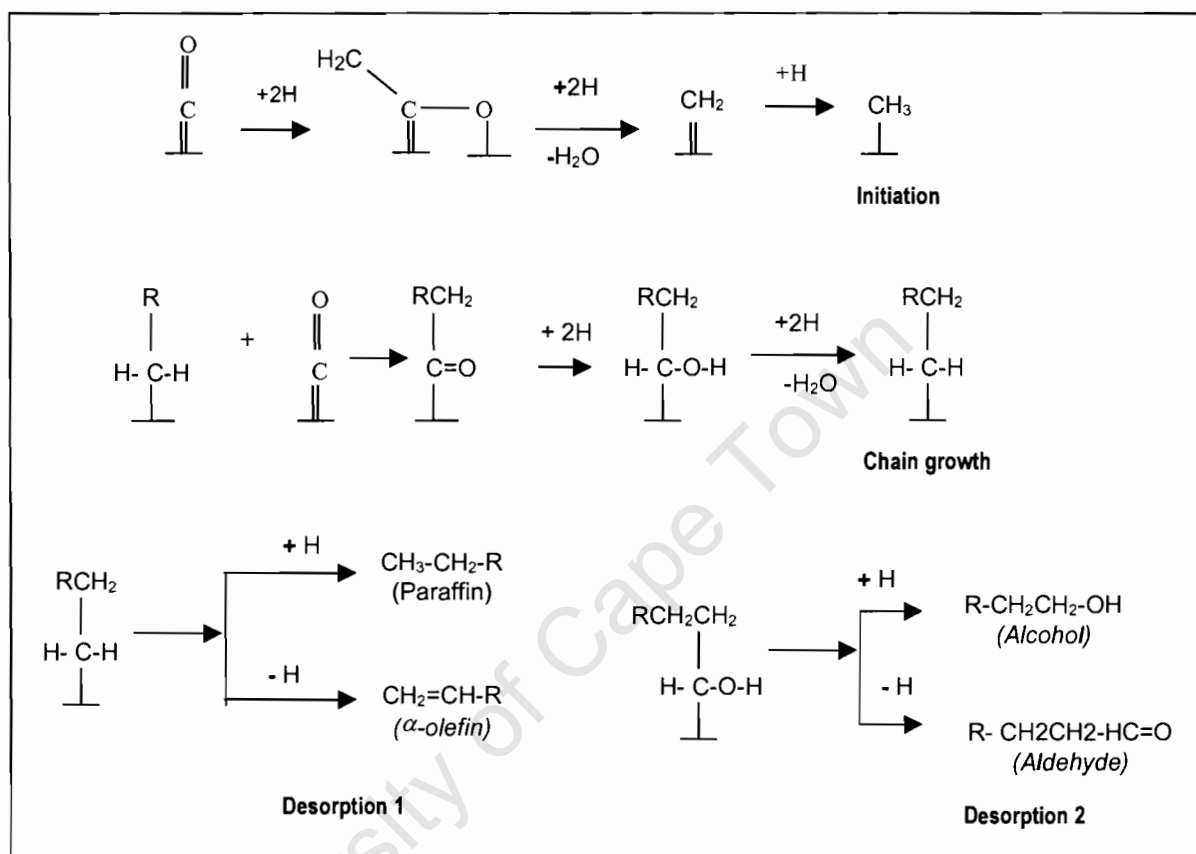 O
C
+2H
H₂C
C
O
+2H
-H₂O
CH₂
+H
CH₃
Initiation
R
H- C-H
+
O
C
RCH₂
C=O
+ 2H
RCH₂
H- C-O-H
+2H
-H₂O
RCH₂
H- C-H
Chain growth
RCH₂
H- C-H
+ H
CH₃-CH₂-R
(Paraffin)
- H
CH₂=CH-R
(α-olefin)
Desorption 1
RCH₂CH₂
H- C-O-H
+ H
R-CH₂CH₂-OH
(Alcohol)
- H
R- CH2CH2-HC=O
(Aldehyde)
Desorption 2
sity of Cape Town